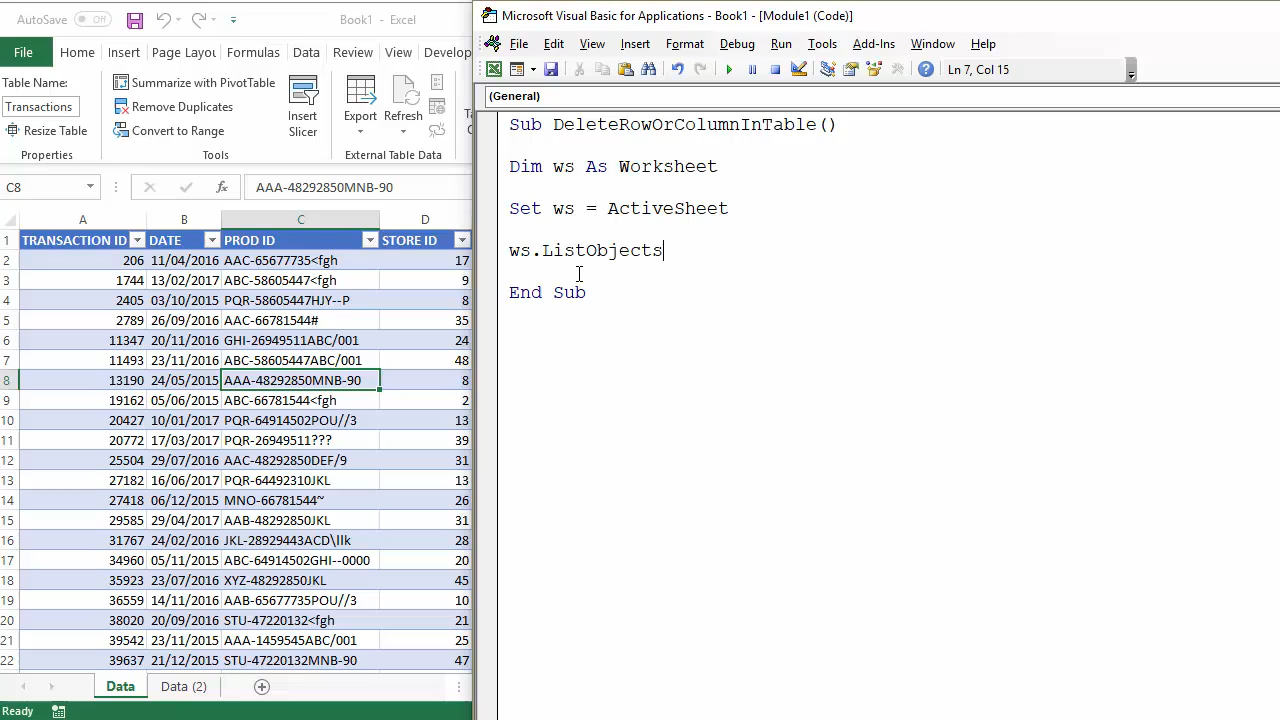 AutoSave Off Book1 - Excel
File Home Insert Page Layou Formulas Data Review View Develop
Table Name:
Transactions
Resize Table
Properties
Summarize with PivotTable
Remove Duplicates
Convert to Range
Tools
Insert
Slicer
Export
Refresh
External Table Data
C8 fx AAA-48292850MNB-90
A B C D
1 TRANSACTION ID DATE PROD ID STORE ID
2 206 11/04/2016 AAC-65677735<fgh 17
3 1744 13/02/2017 ABC-58605447<fgh 9
4 2405 03/10/2015 PQR-58605447HJY--P 8
5 2789 26/09/2016 AAC-66781544# 35
6 11347 20/11/2016 GHI-26949511ABC/001 24
7 11493 23/11/2016 ABC-58605447ABC/001 48
8 13190 24/05/2015 AAA-48292850MNB-90 8
9 19162 05/06/2015 ABC-66781544<fgh 2
10 20427 10/01/2017 PQR-64914502POU//3 13
11 20772 17/03/2017 PQR-26949511??? 39
12 25504 29/07/2016 AAC-48292850DEF/9 31
13 27182 16/06/2017 PQR-64492310JKL 13
14 27418 06/12/2015 MNO-66781544~ 26
15 29585 29/04/2017 AAB-48292850JKL 31
16 31767 24/02/2016 JKL-28929443ACD\llk 28
17 34960 05/11/2015 ABC-64914502GHI--0000 20
18 35923 23/07/2016 XYZ-48292850JKL 45
19 36559 14/11/2016 AAB-65677735POU//3 10
20 38020 20/09/2016 STU-47220132<fgh 21
21 39542 23/11/2015 AAA-1459545ABC/001 25
22 39637 21/12/2015 STU-47220132MNB-90 47
Data Data (2)
Ready
Microsoft Visual Basic for Applications - Book1 - [Module1 (Code)]
File Edit View Insert Format Debug Run Tools Add-Ins Window Help
Ln 7, Col 15
(General)
Sub DeleteRowOrColumnInTable()
Dim ws As Worksheet
Set ws = ActiveSheet
ws.ListObjects
End Sub